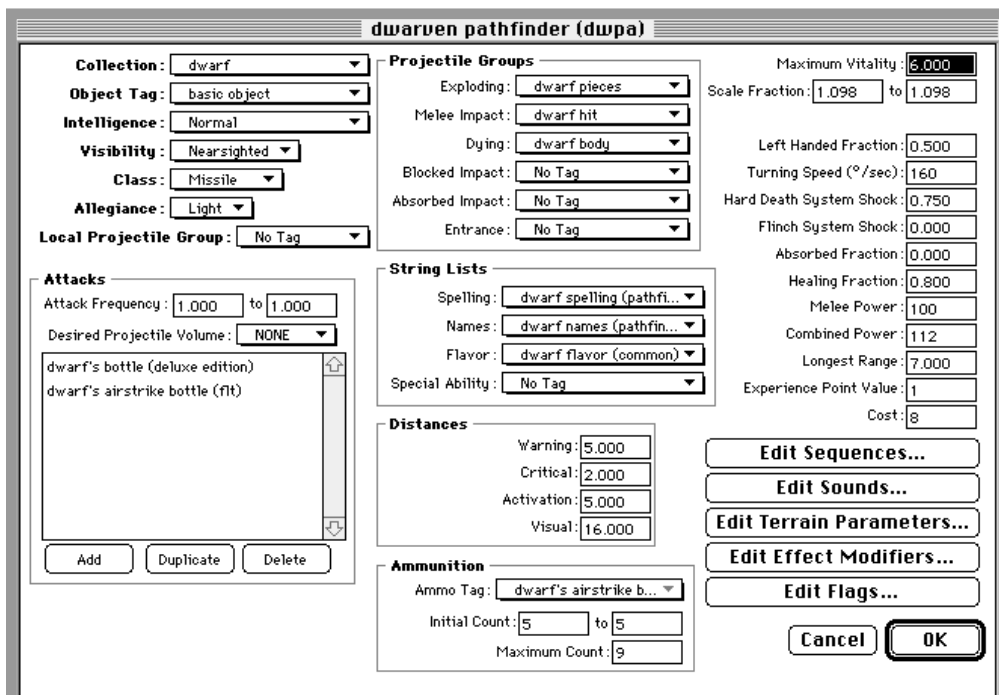 dwarven pathfinder (dwpa)
Collection: dwarf
Object Tag: basic object
Intelligence: Normal
Visibility: Nearsighted
Class: Missile
Allegiance: Light
Local Projectile Group: No Tag
Attacks
Attack Frequency: 1.000 to 1.000
Desired Projectile Volume: NONE
dwarf's bottle (deluxe edition)
dwarf's airstrike bottle (flt)
Add Duplicate Delete
Projectile Groups
Exploding: dwarf pieces
Melee Impact: dwarf hit
Dying: dwarf body
Blocked Impact: No Tag
Absorbed Impact: No Tag
Entrance: No Tag
String Lists
Spelling: dwarf spelling (pathfi...
Names: dwarf names (pathfin...
Flavor: dwarf flavor (common)
Special Ability: No Tag
Distances
Warning: 5.000
Critical: 2.000
Activation: 5.000
Visual: 16.000
Ammunition
Ammo Tag: dwarf's airstrike b...
Initial Count: 5 to 5
Maximum Count: 9
Maximum Vitality: 6.000
Scale Fraction: 1.098 to 1.098
Left Handed Fraction: 0.500
Turning Speed (°/sec): 160
Hard Death System Shock: 0.750
Flinch System Shock: 0.000
Absorbed Fraction: 0.000
Healing Fraction: 0.800
Melee Power: 100
Combined Power: 112
Longest Range: 7.000
Experience Point Value: 1
Cost: 8
Edit Sequences...
Edit Sounds...
Edit Terrain Parameters...
Edit Effect Modifiers...
Edit Flags...
Cancel OK